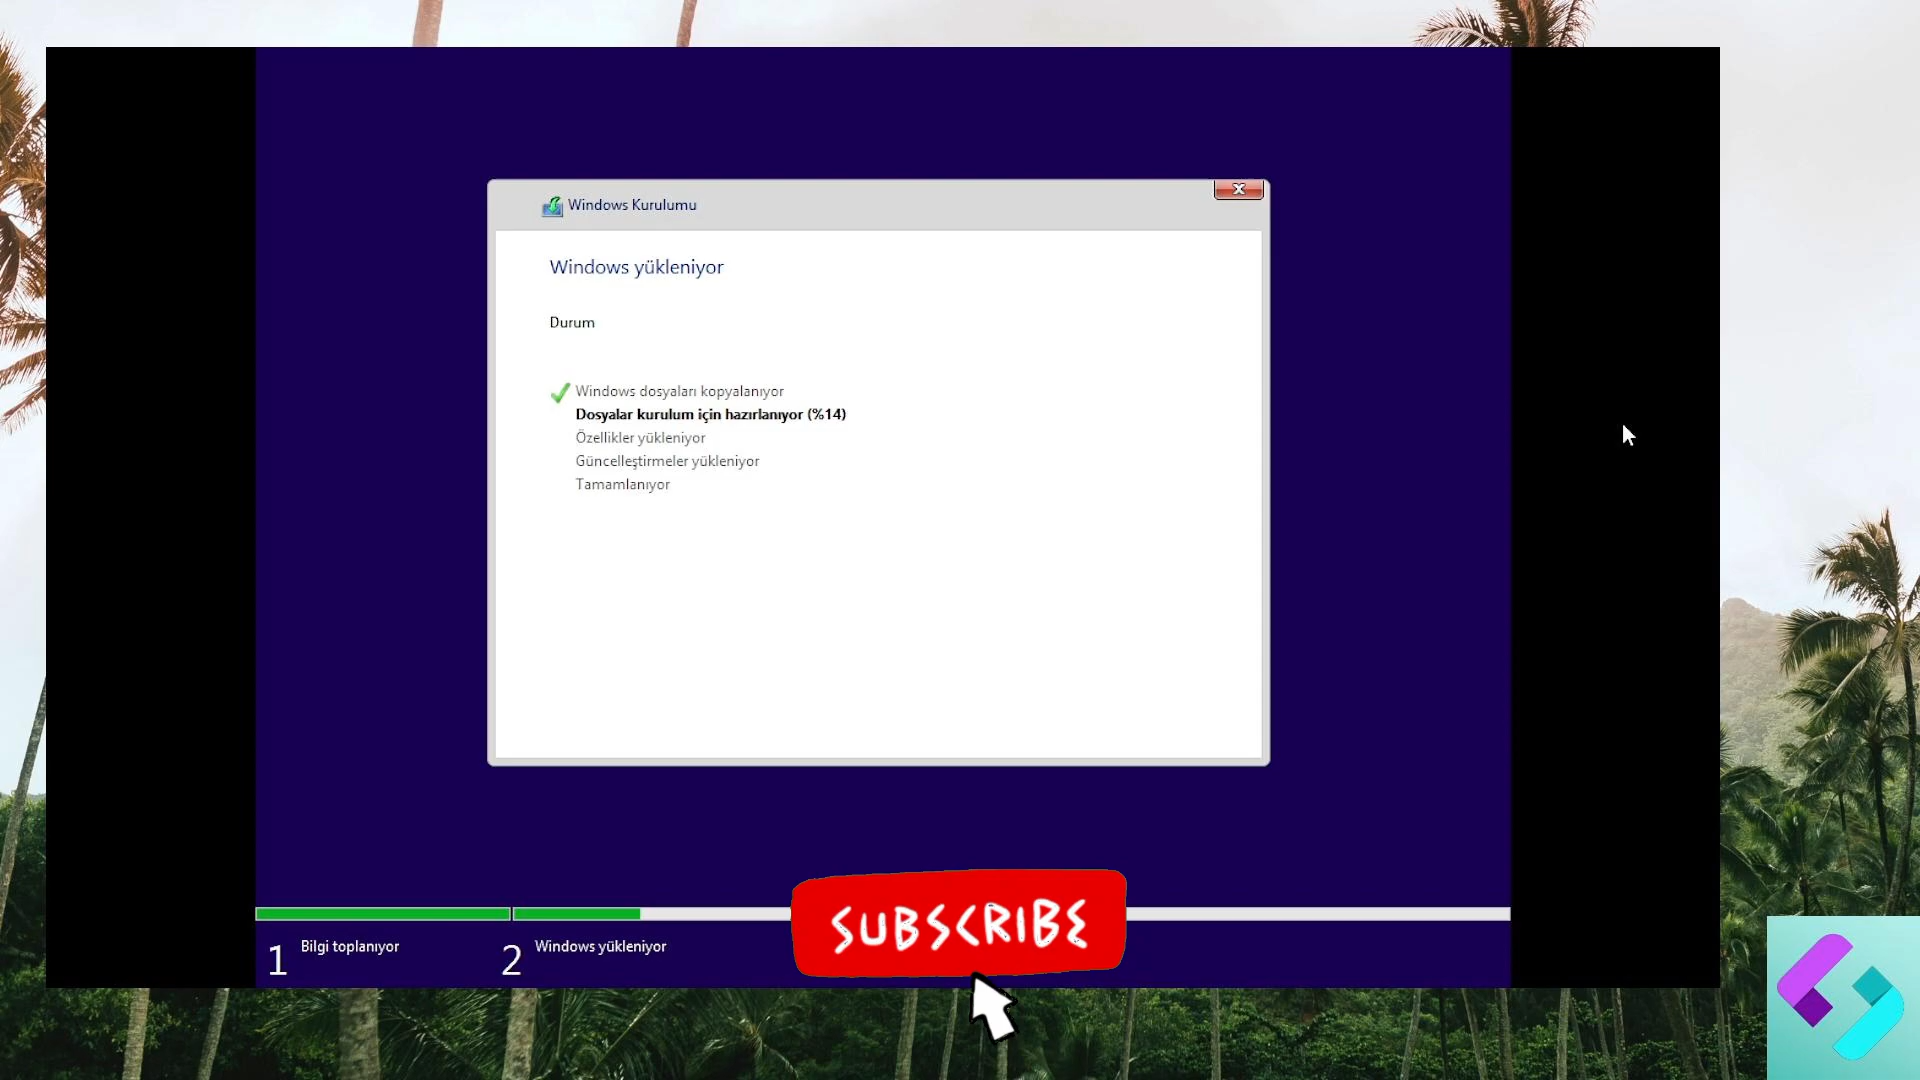 Windows Kurulumu
Windows yükleniyor
Durum
Windows dosyaları kopyalanıyor
Dosyalar kurulum için hazırlanıyor (%14)
Özellikler yükleniyor
Güncelleştirmeler yükleniyor
Tamamlanıyor
SUBSCRIBE
1 Bilgi toplanıyor
2 Windows yükleniyor